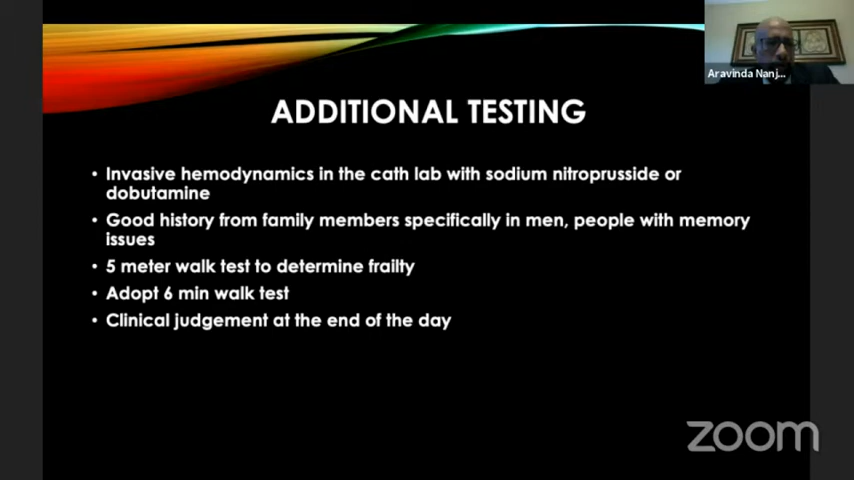 Aravinda Nanj...
ADDITIONAL TESTING
• Invasive hemodynamics in the cath lab with sodium nitroprusside or
dobutamine
• Good history from family members specifically in men, people with memory
issues
• 5 meter walk test to determine frailty
• Adopt 6 min walk test
• Clinical judgement at the end of the day
zoom